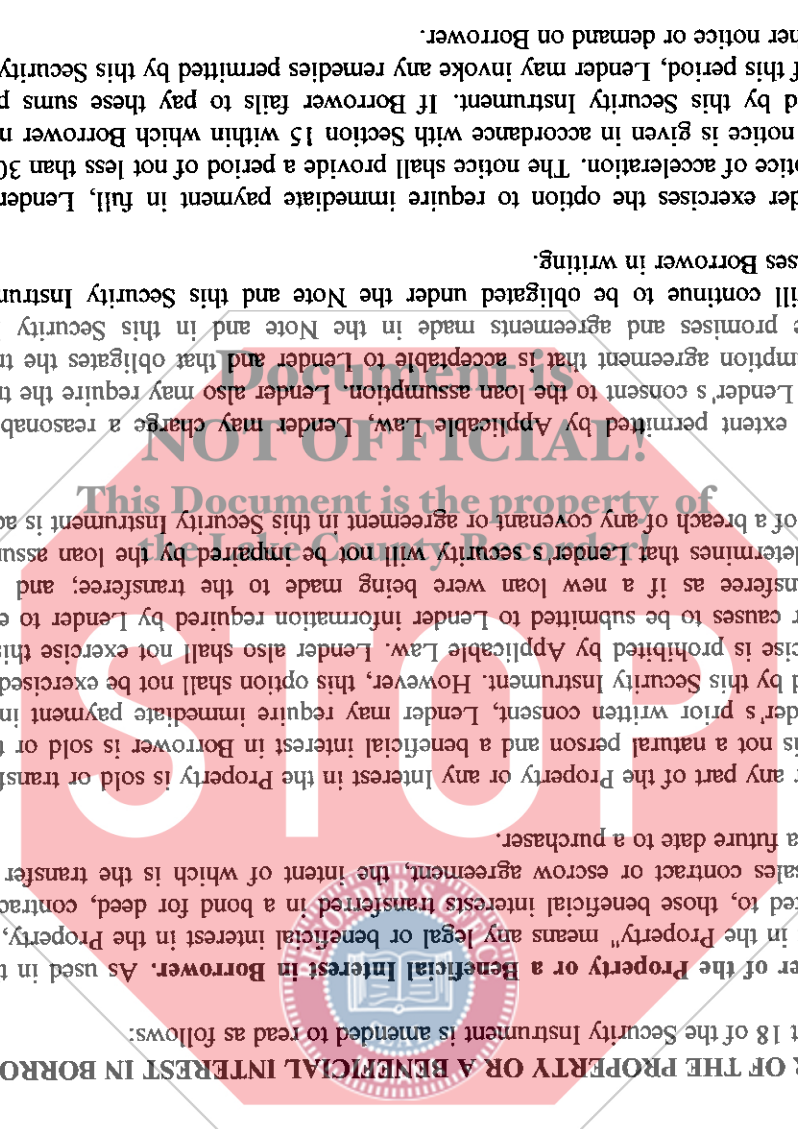 OF THE PROPERTY OR A BENEFICIAL INTEREST IN BORRO
t 18 of the Security Instrument is amended to read as follows:
er of the Property or a Beneficial Interest in Borrower. As used in t
in the Property" means any legal or beneficial interest in the Property,
ted to, those beneficial interests transferred in a bond for deed, contrac
sales contract or escrow agreement, the intent of which is the transfer
a future date to a purchaser.
r any part of the Property or any Interest in the Property is sold or transf
is not a natural person and a beneficial interest in Borrower is sold or t
der's prior written consent, Lender may require immediate payment in
d by this Security Instrument. However, this option shall not be exercised
cise is prohibited by Applicable Law. Lender also shall not exercise thi
r causes to be submitted to Lender information required by Lender to e
nsferee as if a new loan were being made to the transferee; and
determines that Lender's security will not be impaired by the loan assu
of a breach of any covenant or agreement in this Security Instrument is ac
extent permitted by Applicable Law, Lender may charge a reasonab
Lender's consent to the loan assumption. Lender also may require the tr
mption agreement that is acceptable to Lender and that obligates the tr
e promises and agreements made in the Note and in this Security
ill continue to be obligated under the Note and this Security Instrun
ses Borrower in writing.
der exercises the option to require immediate payment in full, Lender
otice of acceleration. The notice shall provide a period of not less than 30
notice is given in accordance with Section 15 within which Borrower n
d by this Security Instrument. If Borrower fails to pay these sums p
f this period, Lender may invoke any remedies permitted by this Security
her notice or demand on Borrower.
Document is
NOT OFFICIAL!
This Document is the property of
the Lake County Recorder!
STOP
RECORDER'S OFFICE
INDIANA